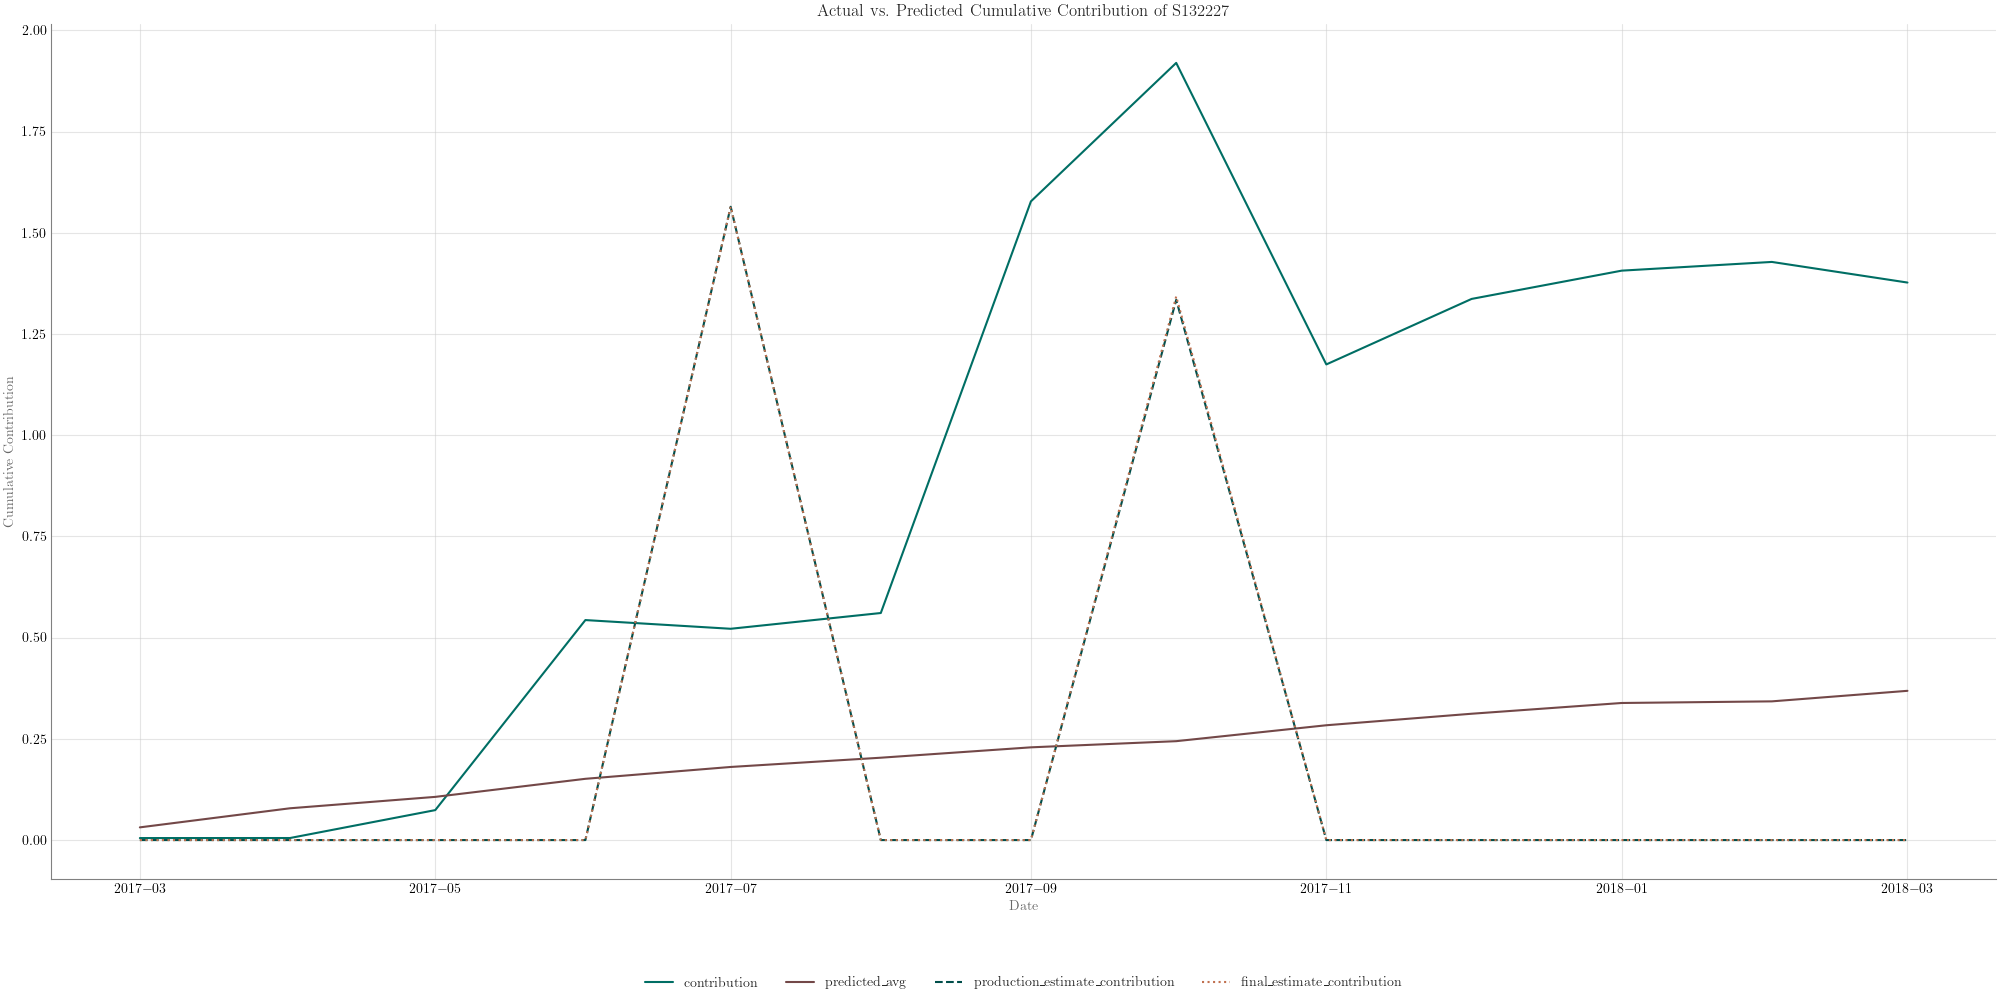 Actual vs. Predicted Cumulative Contribution of S132227
Cumulative Contribution
2.00
1.75
1.50
1.25
1.00
0.75
0.50
0.25
0.00
2017−03 2017−05 2017−07 2017−09 2017−11 2018−01 2018−03
Date
contribution predicted_avg production_estimate_contribution final_estimate_contribution